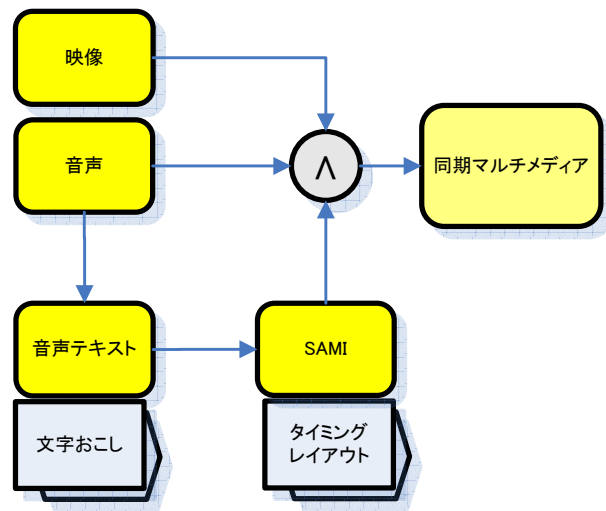 映像
音声
∧
同期マルチメディア
音声テキスト
SAMI
文字おこし
タイミング
レイアウト